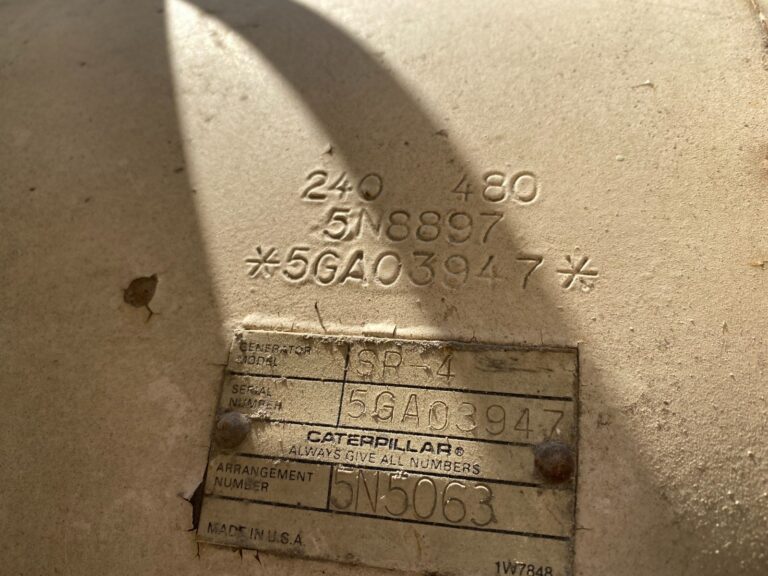 240 480
5N8897
*5GA03947*
GENERATOR MODEL SR-4
SERIAL NUMBER 5GA03947
CATERPILLAR®
ALWAYS GIVE ALL NUMBERS
ARRANGEMENT NUMBER 5N5063
MADE IN U.S.A.
1W7848